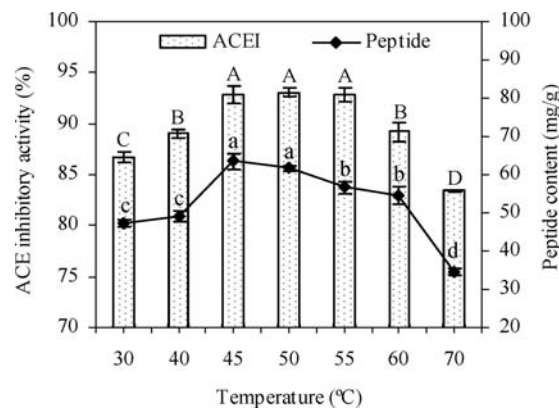 100
95
90
85
80
75
70
ACE inhibitory activity (%)
ACEI
Peptide
100
90
80
70
60
50
40
30
20
Peptide content (mg/g)
C
B
A
A
A
B
D
c
c
a
a
b
b
d
30 40 45 50 55 60 70
Temperature (ºC)